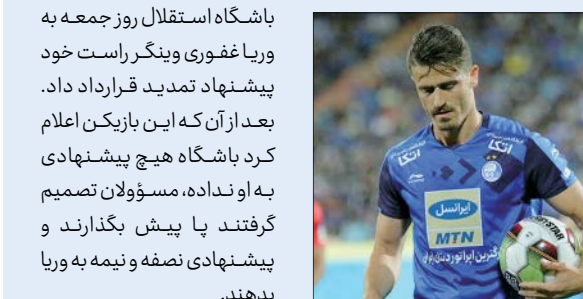 باشگاه استقلال روز جمعه به
وریا غفوری وینگر راست خود
پیشنهاد تمدید قرارداد داد.
بعد از آن که این بازیکن اعلام
کرد باشگاه هیچ پیشنهادی
به او نداده، مسؤولان تصمیم
گرفتند پا پیش بگذارند و
پیشنهادی نصفه و نیمه به وریا
بدهند.
اتکا
اتکا
ایرانسل
MTN